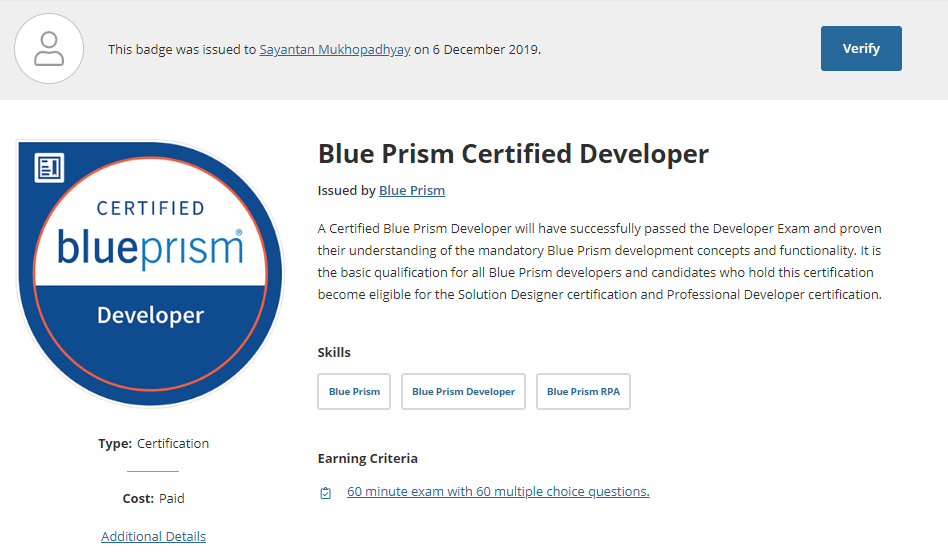 This badge was issued to Sayantan Mukhopadhyay on 6 December 2019.
Verify
CERTIFIED
blueprism®
Developer
Type: Certification
Cost: Paid
Additional Details
Blue Prism Certified Developer
Issued by Blue Prism
A Certified Blue Prism Developer will have successfully passed the Developer Exam and proven
their understanding of the mandatory Blue Prism development concepts and functionality. It is
the basic qualification for all Blue Prism developers and candidates who hold this certification
become eligible for the Solution Designer certification and Professional Developer certification.
Skills
Blue Prism
Blue Prism Developer
Blue Prism RPA
Earning Criteria
60 minute exam with 60 multiple choice questions.